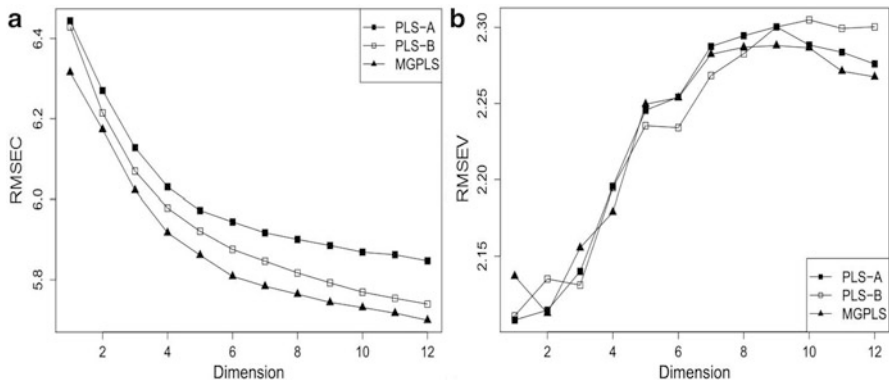 a
PLS-A
PLS-B
MGPLS
RMSEC
6.4
6.2
6.0
5.8
2 4 6 8 10 12
Dimension
b
RMSEV
2.30
2.25
2.20
2.15
PLS-A
PLS-B
MGPLS
2 4 6 8 10 12
Dimension